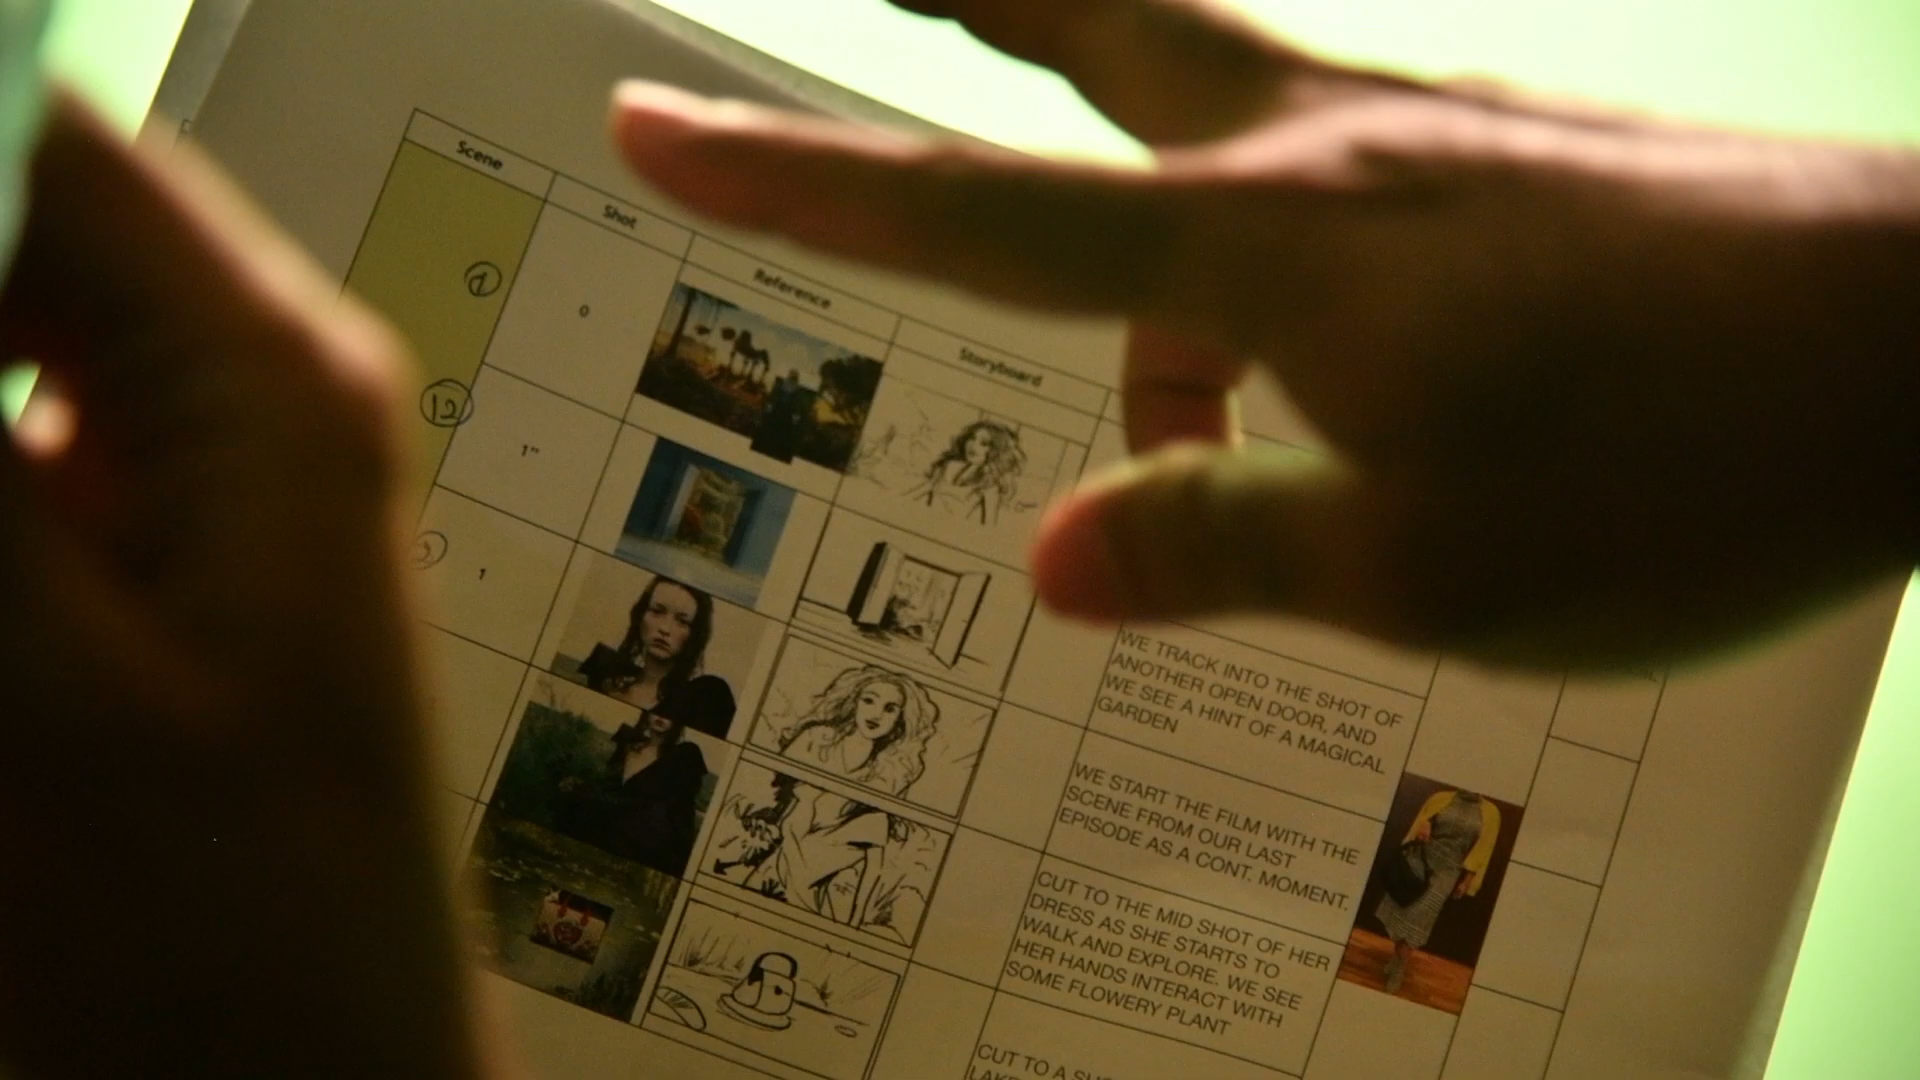 Scene
Shot
Reference
Storyboard
0
12
1"
1
WE TRACK INTO THE SHOT OF
ANOTHER OPEN DOOR, AND
WE SEE A HINT OF A MAGICAL
GARDEN
WE START THE FILM WITH THE
SCENE FROM OUR LAST
EPISODE AS A CONT. MOMENT.
CUT TO THE MID SHOT OF HER
DRESS AS SHE STARTS TO
WALK AND EXPLORE. WE SEE
HER HANDS INTERACT WITH
SOME FLOWERY PLANT
CUT TO A